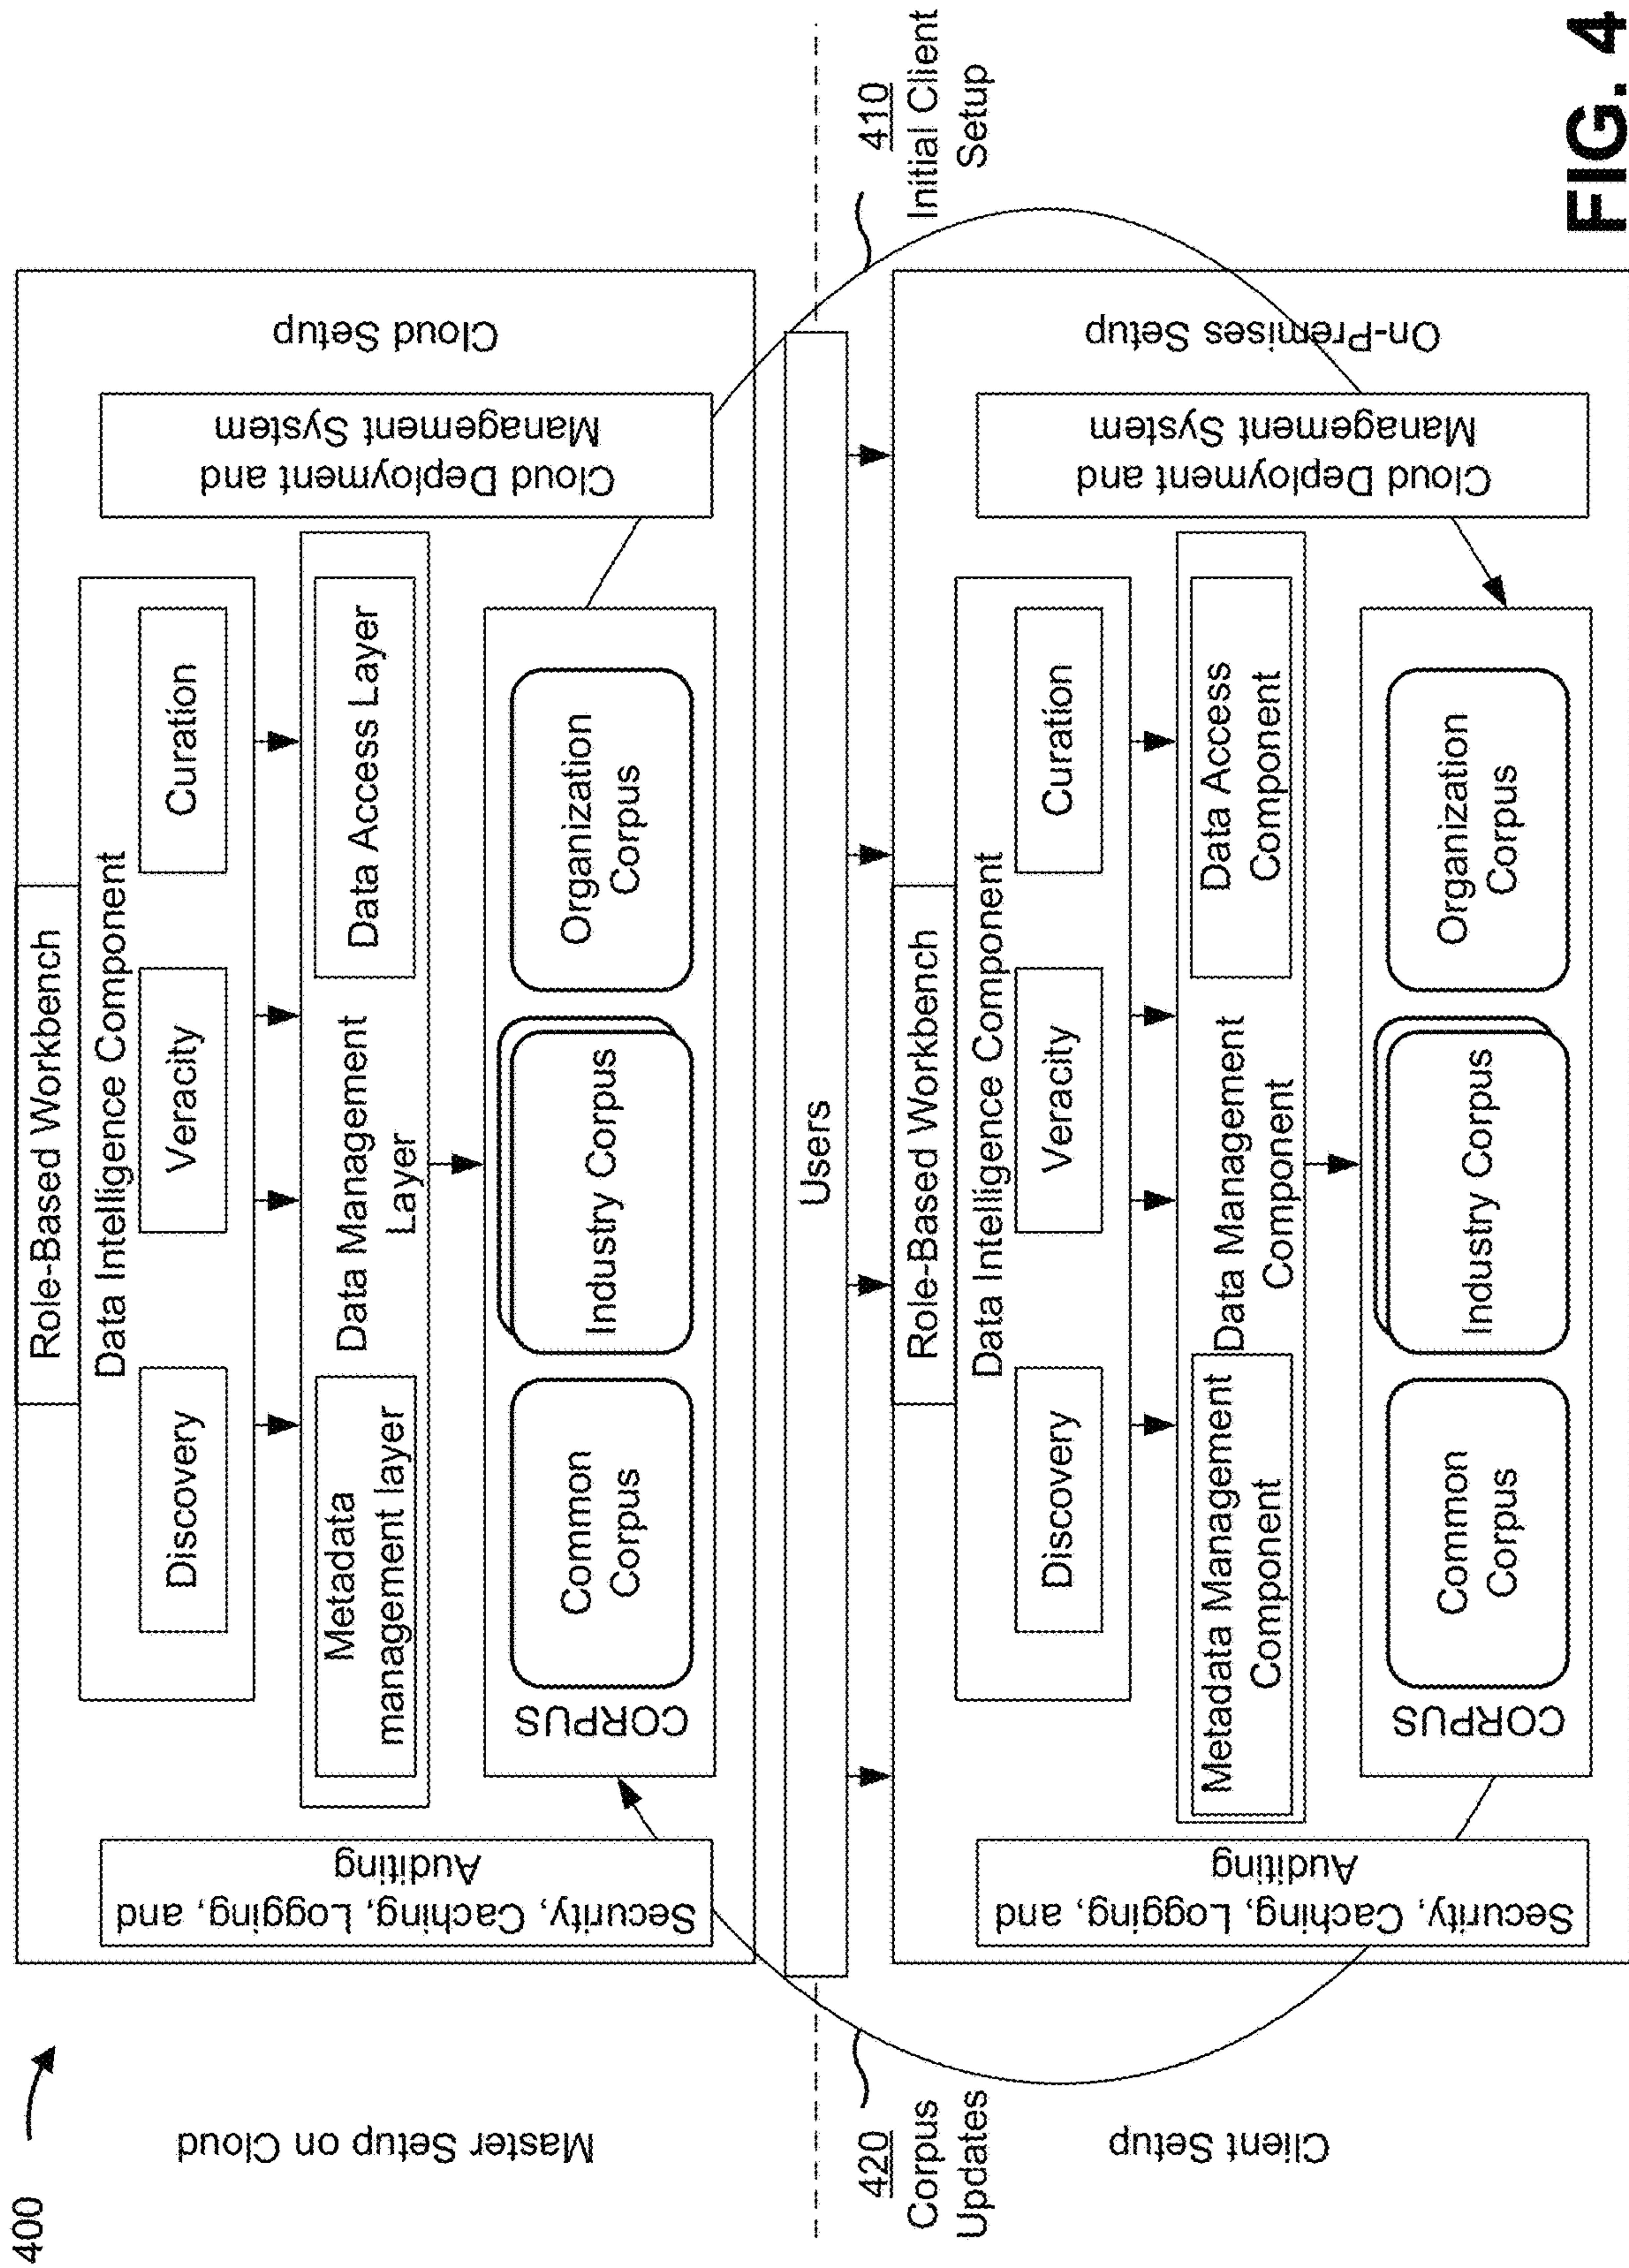 400
Master Setup on Cloud
Role-Based Workbench
Data Intelligence Component
Discovery
Veracity
Curation
Metadata
management layer
Data Management
Layer
Data Access Layer
CORPUS
Common
Corpus
Industry Corpus
Organization
Corpus
Security, Caching, Logging, and
Auditing
Cloud Deployment and
Management System
Cloud Setup
Users
420
Corpus
Updates
410
Initial Client
Setup
Client Setup
Role-Based Workbench
Data Intelligence Component
Discovery
Veracity
Curation
Metadata Management
Component
Data Management
Component
Data Access
Component
CORPUS
Common
Corpus
Industry Corpus
Organization
Corpus
Security, Caching, Logging, and
Auditing
Cloud Deployment and
Management System
On-Premises Setup
FIG. 4